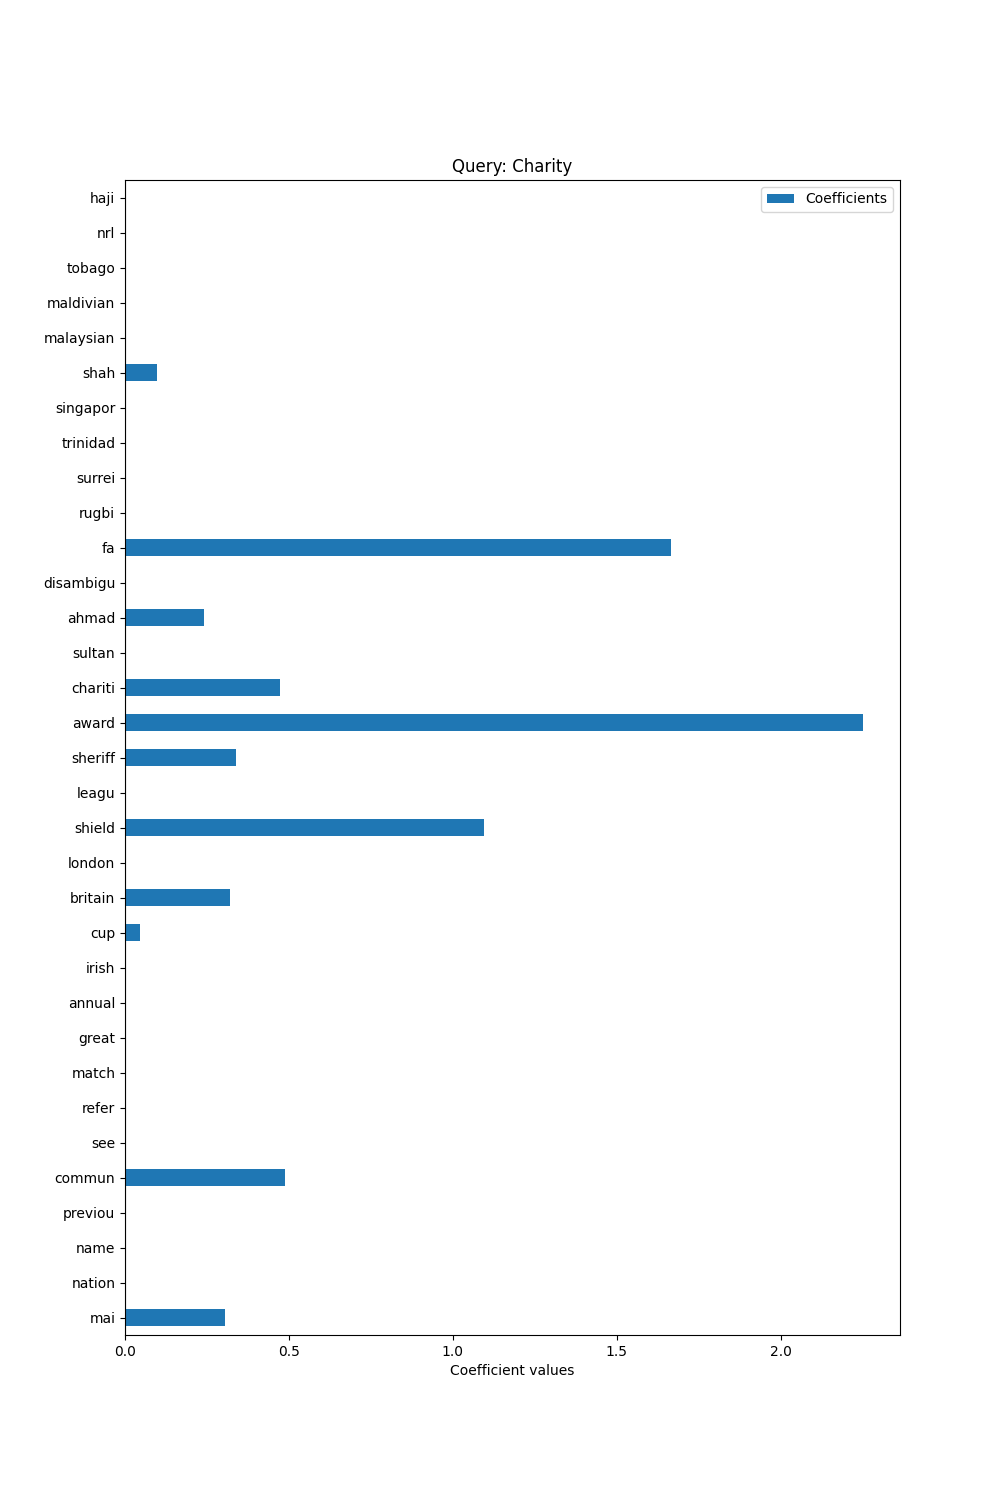 Query: Charity
Coefficients
haji
nrl
tobago
maldivian
malaysian
shah
singapor
trinidad
surrei
rugbi
fa
disambigu
ahmad
sultan
chariti
award
sheriff
leagu
shield
london
britain
cup
irish
annual
great
match
refer
see
commun
previou
name
nation
mai
0.0 0.5 1.0 1.5 2.0
Coefficient values